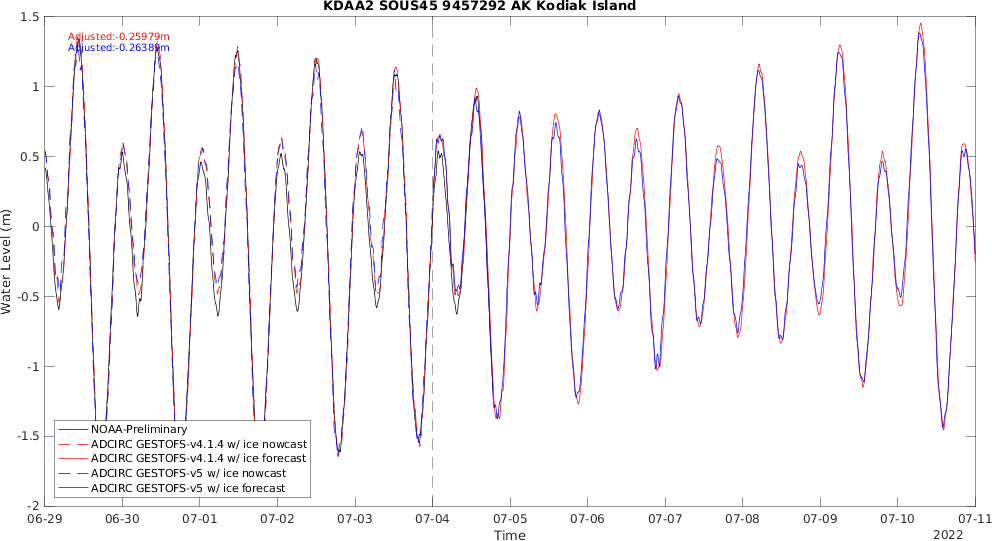 KDAA2 SOUS45 9457292 AK Kodiak Island
Adjusted:-0.25979m
Adjusted:-0.26389m
Water Level (m)
1.5
1
0.5
0
-0.5
-1
-1.5
-2
NOAA-Preliminary
ADCIRC GESTOFS-v4.1.4 w/ ice nowcast
ADCIRC GESTOFS-v4.1.4 w/ ice forecast
ADCIRC GESTOFS-v5 w/ ice nowcast
ADCIRC GESTOFS-v5 w/ ice forecast
06-29 06-30 07-01 07-02 07-03 07-04 07-05 07-06 07-07 07-08 07-09 07-10 07-11
Time
2022